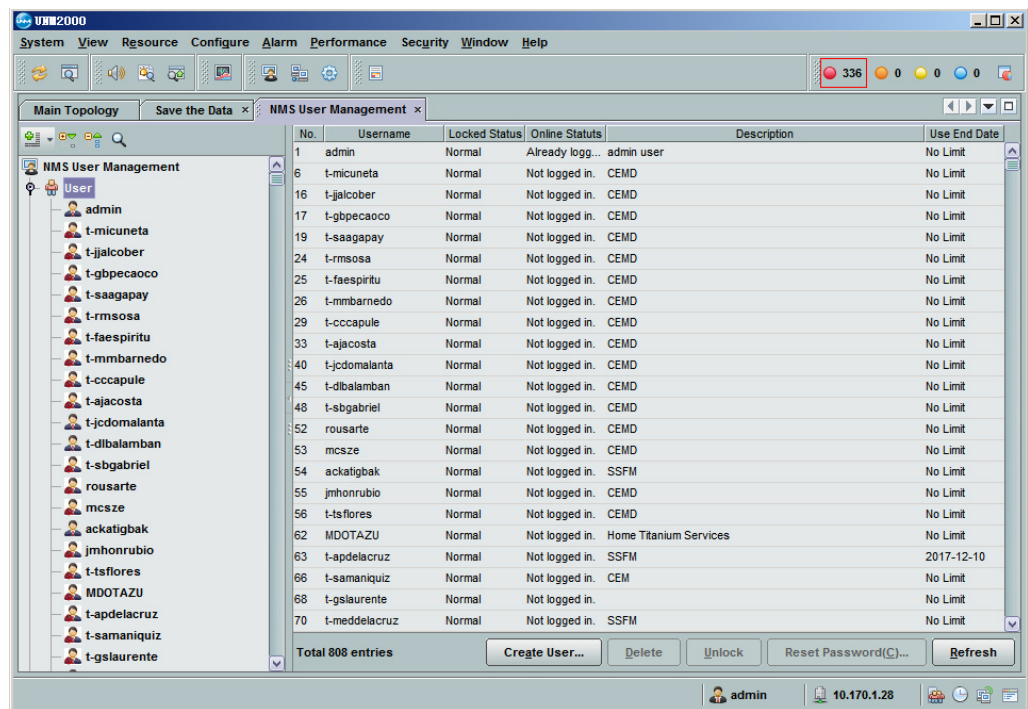 UNM2000
System View Resource Configure Alarm Performance Security Window Help
336 0 0 0
Main Topology Save the Data × NMS User Management ×
NMS User Management
User
admin
t-micuneta
t-jjalcober
t-gbpecaoco
t-saagapay
t-rmsosa
t-faespiritu
t-mmbarnedo
t-cccapule
t-ajacosta
t-jcdomalanta
t-dlbalamban
t-sbgabriel
rousarte
mcsze
ackatigbak
jmhonrubio
t-tsflores
MDOTAZU
t-apdelacruz
t-samaniquiz
t-gslaurente
No. Username Locked Status Online Statuts Description Use End Date
1 admin Normal Already logg... admin user No Limit
6 t-micuneta Normal Not logged in. CEMD No Limit
16 t-jjalcober Normal Not logged in. CEMD No Limit
17 t-gbpecaoco Normal Not logged in. CEMD No Limit
19 t-saagapay Normal Not logged in. CEMD No Limit
24 t-rmsosa Normal Not logged in. CEMD No Limit
25 t-faespiritu Normal Not logged in. CEMD No Limit
26 t-mmbarnedo Normal Not logged in. CEMD No Limit
29 t-cccapule Normal Not logged in. CEMD No Limit
33 t-ajacosta Normal Not logged in. CEMD No Limit
40 t-jcdomalanta Normal Not logged in. CEMD No Limit
45 t-dlbalamban Normal Not logged in. CEMD No Limit
48 t-sbgabriel Normal Not logged in. CEMD No Limit
52 rousarte Normal Not logged in. CEMD No Limit
53 mcsze Normal Not logged in. CEMD No Limit
54 ackatigbak Normal Not logged in. SSFM No Limit
55 jmhonrubio Normal Not logged in. CEMD No Limit
56 t-tsflores Normal Not logged in. CEMD No Limit
62 MDOTAZU Normal Not logged in. Home Titanium Services No Limit
63 t-apdelacruz Normal Not logged in. SSFM 2017-12-10
66 t-samaniquiz Normal Not logged in. CEM No Limit
68 t-gslaurente Normal Not logged in. No Limit
70 t-meddelacruz Normal Not logged in. SSFM No Limit
Total 808 entries Create User... Delete Unlock Reset Password(C)... Refresh
admin 10.170.1.28